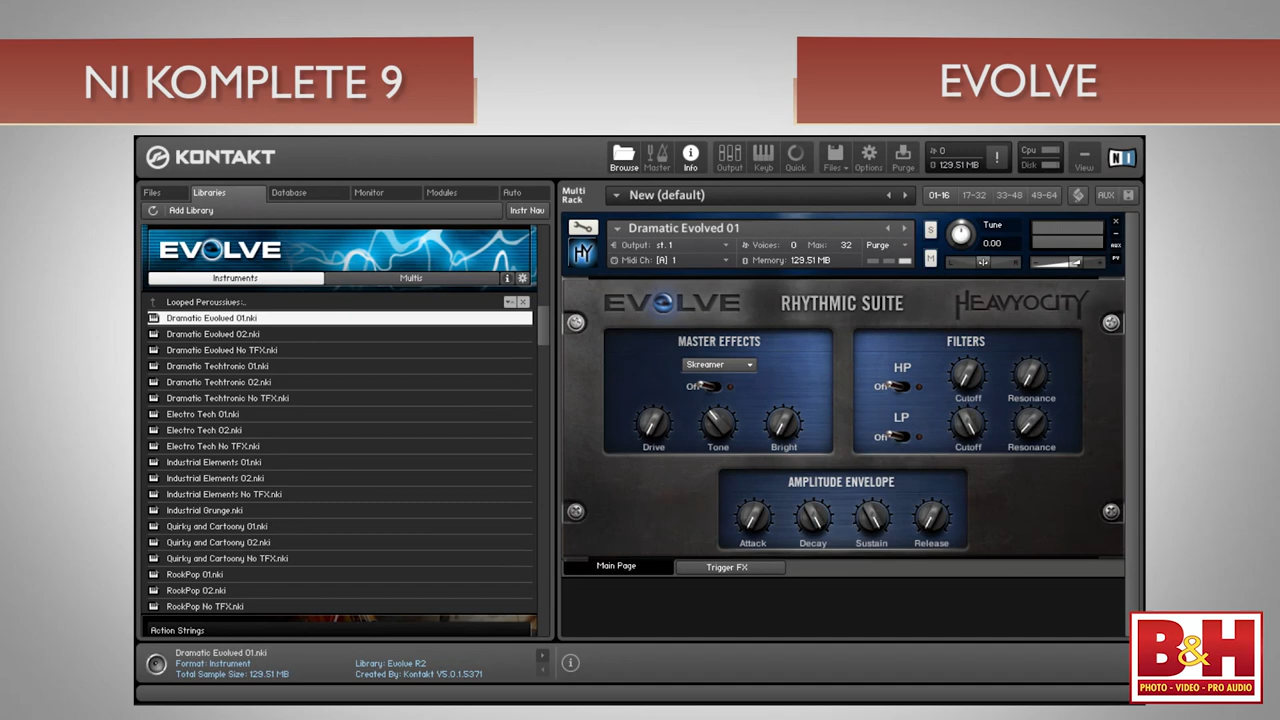 NI KOMPLETE 9
EVOLVE
KONTAKT
Browse Master Info Output Keyb Quick Files Options Purge
0
129.51 MB
!
Cpu
Disk
View
NI
Files Libraries Database Monitor Modules Auto
Add Library
Instr Nav
EVOLVE
Instruments Multis
Looped Percussives:..
Dramatic Evolved 01.nki
Dramatic Evolved 02.nki
Dramatic Evolved No TFX.nki
Dramatic Techtronic 01.nki
Dramatic Techtronic 02.nki
Dramatic Techtronic No TFX.nki
Electro Tech 01.nki
Electro Tech 02.nki
Electro Tech No TFX.nki
Industrial Elements 01.nki
Industrial Elements 02.nki
Industrial Elements No TFX.nki
Industrial Grunge.nki
Quirky and Cartoony 01.nki
Quirky and Cartoony 02.nki
Quirky and Cartoony No TFX.nki
RockPop 01.nki
RockPop 02.nki
RockPop No TFX.nki
Action Strings
Dramatic Evolved 01.nki
Format: Instrument
Total Sample Size: 129.51 MB
Library: Evolve R2
Created By: Kontakt V5.0.1.5371
Multi
Rack
New (default)
01-16 17-32 33-48 49-64 AUX
HY
Dramatic Evolved 01
Output: st.1 Voices: 0 Max: 32 Purge
Midi Ch: [A] 1 Memory: 129.51 MB
S
M
Tune
0.00
AUX
PV
EVOLVE RHYTHMIC SUITE HEAVYOCITY
MASTER EFFECTS
Skreamer
Off
Drive Tone Bright
FILTERS
HP
Off
Cutoff Resonance
LP
Off
Cutoff Resonance
AMPLITUDE ENVELOPE
Attack Decay Sustain Release
Main Page Trigger FX
B&H
PHOTO - VIDEO - PRO AUDIO